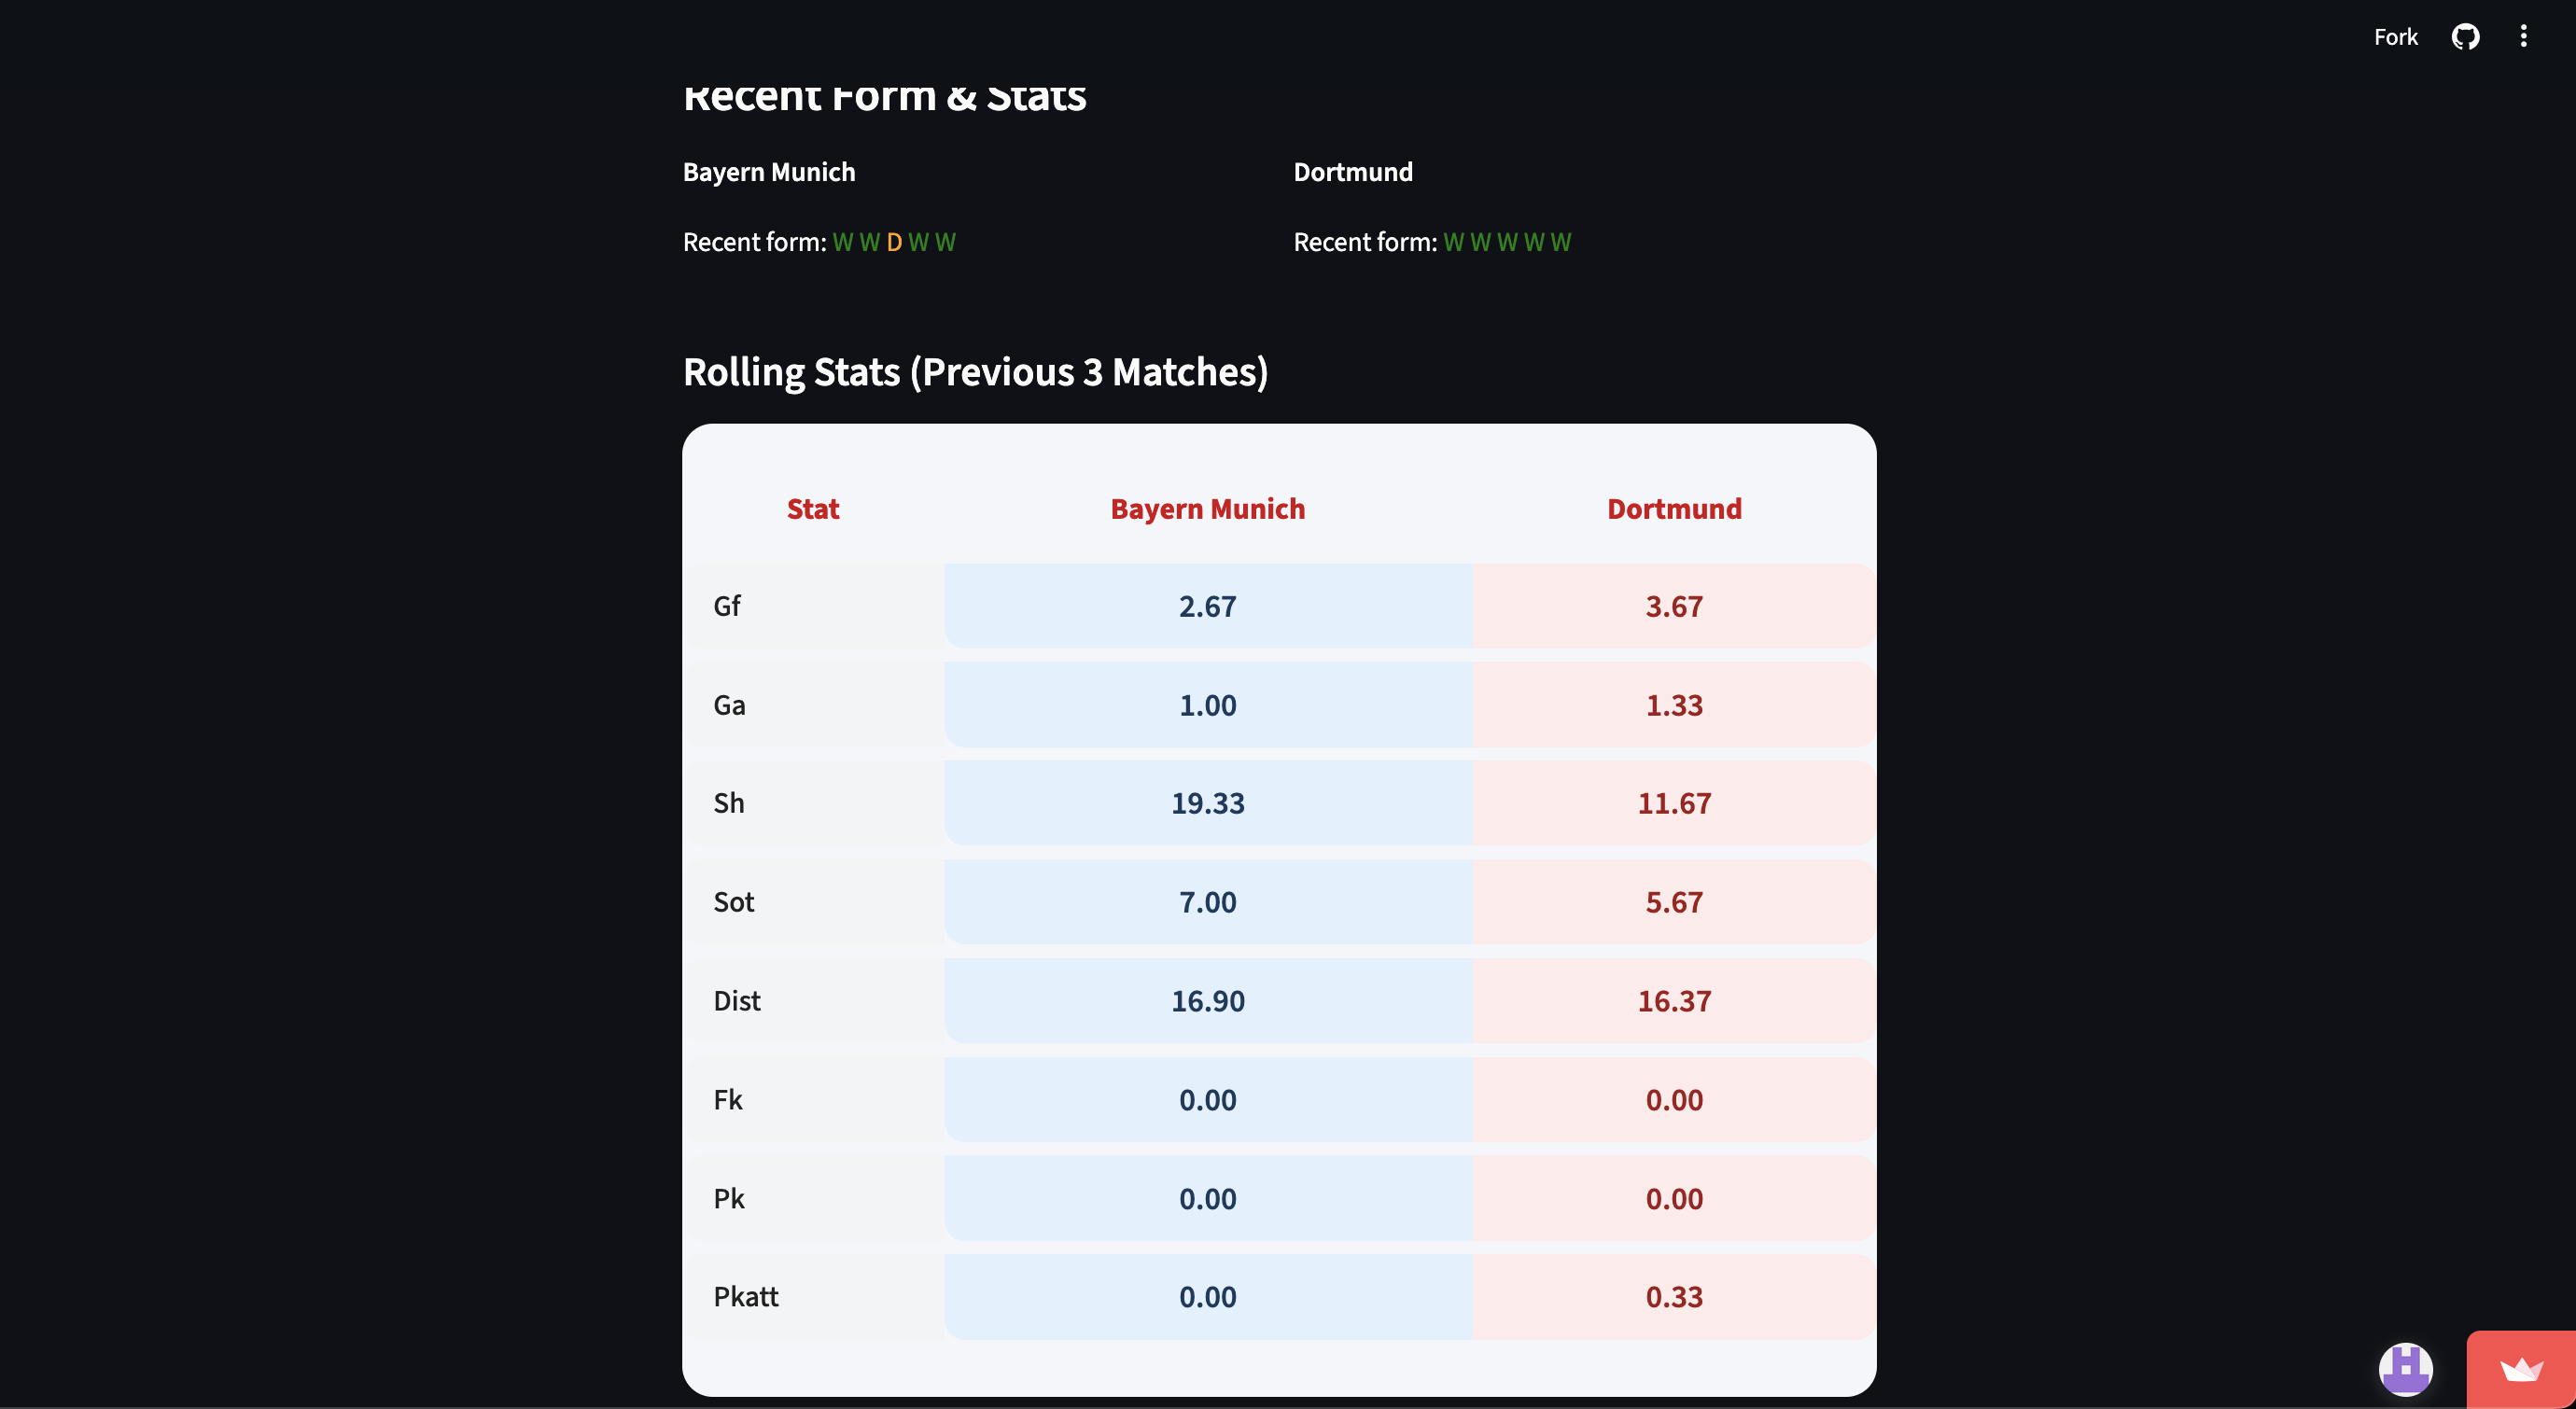 Fork
Recent Form & Stats
Bayern Munich
Recent form: W W D W W
Dortmund
Recent form: W W W W W
Rolling Stats (Previous 3 Matches)
Stat Bayern Munich Dortmund
Gf 2.67 3.67
Ga 1.00 1.33
Sh 19.33 11.67
Sot 7.00 5.67
Dist 16.90 16.37
Fk 0.00 0.00
Pk 0.00 0.00
Pkatt 0.00 0.33